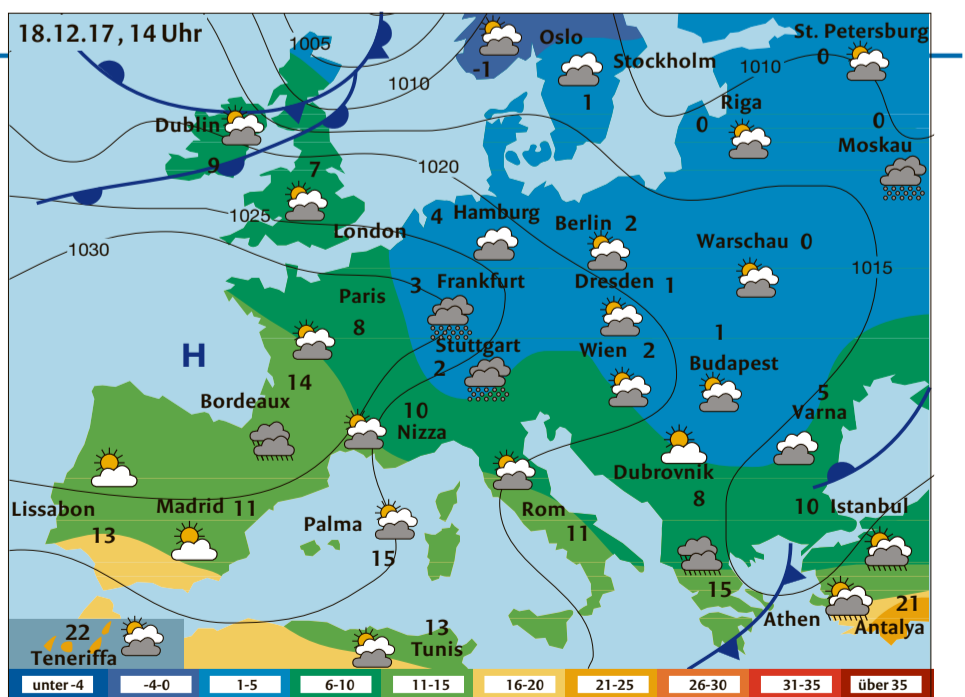 18.12.17, 14 Uhr
1005
1010
Oslo
-1
Stockholm
1
St. Petersburg
0
1010
Riga
0
0
Moskau
Dublin
9
7
1020
1025
London
1030
4 Hamburg
Berlin 2
Warschau 0
1015
3 Frankfurt
Dresden 1
Paris
8
Stuttgart
2
Wien 2
1
Budapest
H
14
Bordeaux
10
Nizza
5
Varna
Dubrovnik
8
Lissabon
13
Madrid 11
Palma
15
Rom
11
10 Istanbul
15
Athen
21
Antalya
22
Teneriffa
13
Tunis
unter -4 -4-0 1-5 6-10 11-15 16-20 21-25 26-30 31-35 über 35